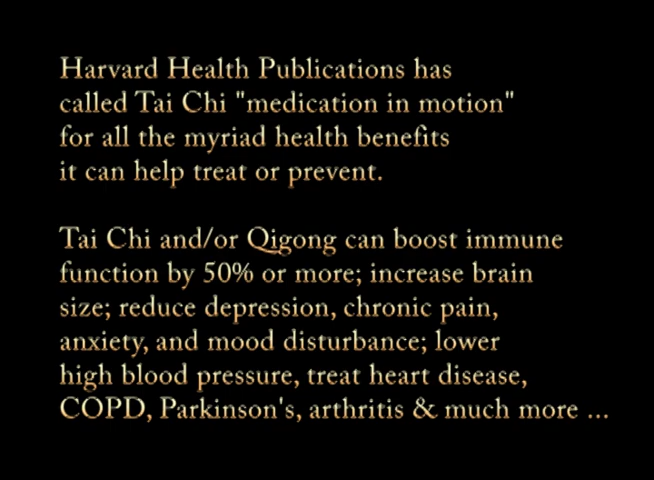 Harvard Health Publications has
called Tai Chi "medication in motion"
for all the myriad health benefits
it can help treat or prevent.
Tai Chi and/or Qigong can boost immune
function by 50% or more; increase brain
size; reduce depression, chronic pain,
anxiety, and mood disturbance; lower
high blood pressure, treat heart disease,
COPD, Parkinson's, arthritis & much more ...